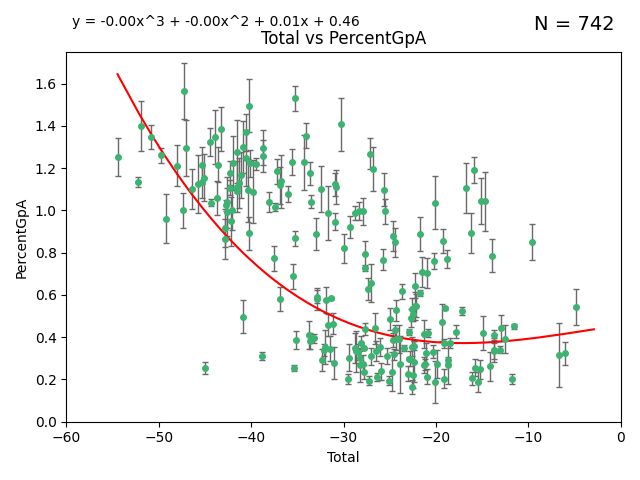 y = -0.00x^3 + -0.00x^2 + 0.01x + 0.46
N = 742
Total vs PercentGpA
PercentGpA
1.6
1.4
1.2
1.0
0.8
0.6
0.4
0.2
0.0
−60 −50 −40 −30 −20 −10 0
Total